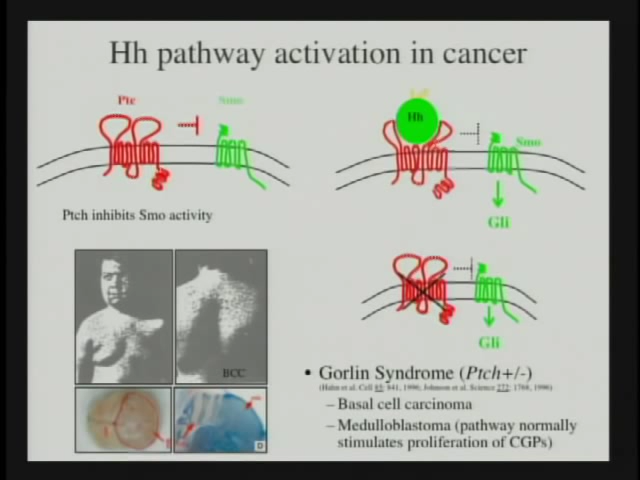 Hh pathway activation in cancer
Ptc
Smo
Hh
Smo
Gli
Ptch inhibits Smo activity
Gli
BCC
D
• Gorlin Syndrome (Ptch+/-)
(Hahn et al. Cell 85: 841, 1996; Johnson et al. Science 272: 1768, 1996)
– Basal cell carcinoma
– Medulloblastoma (pathway normally
stimulates proliferation of CGPs)